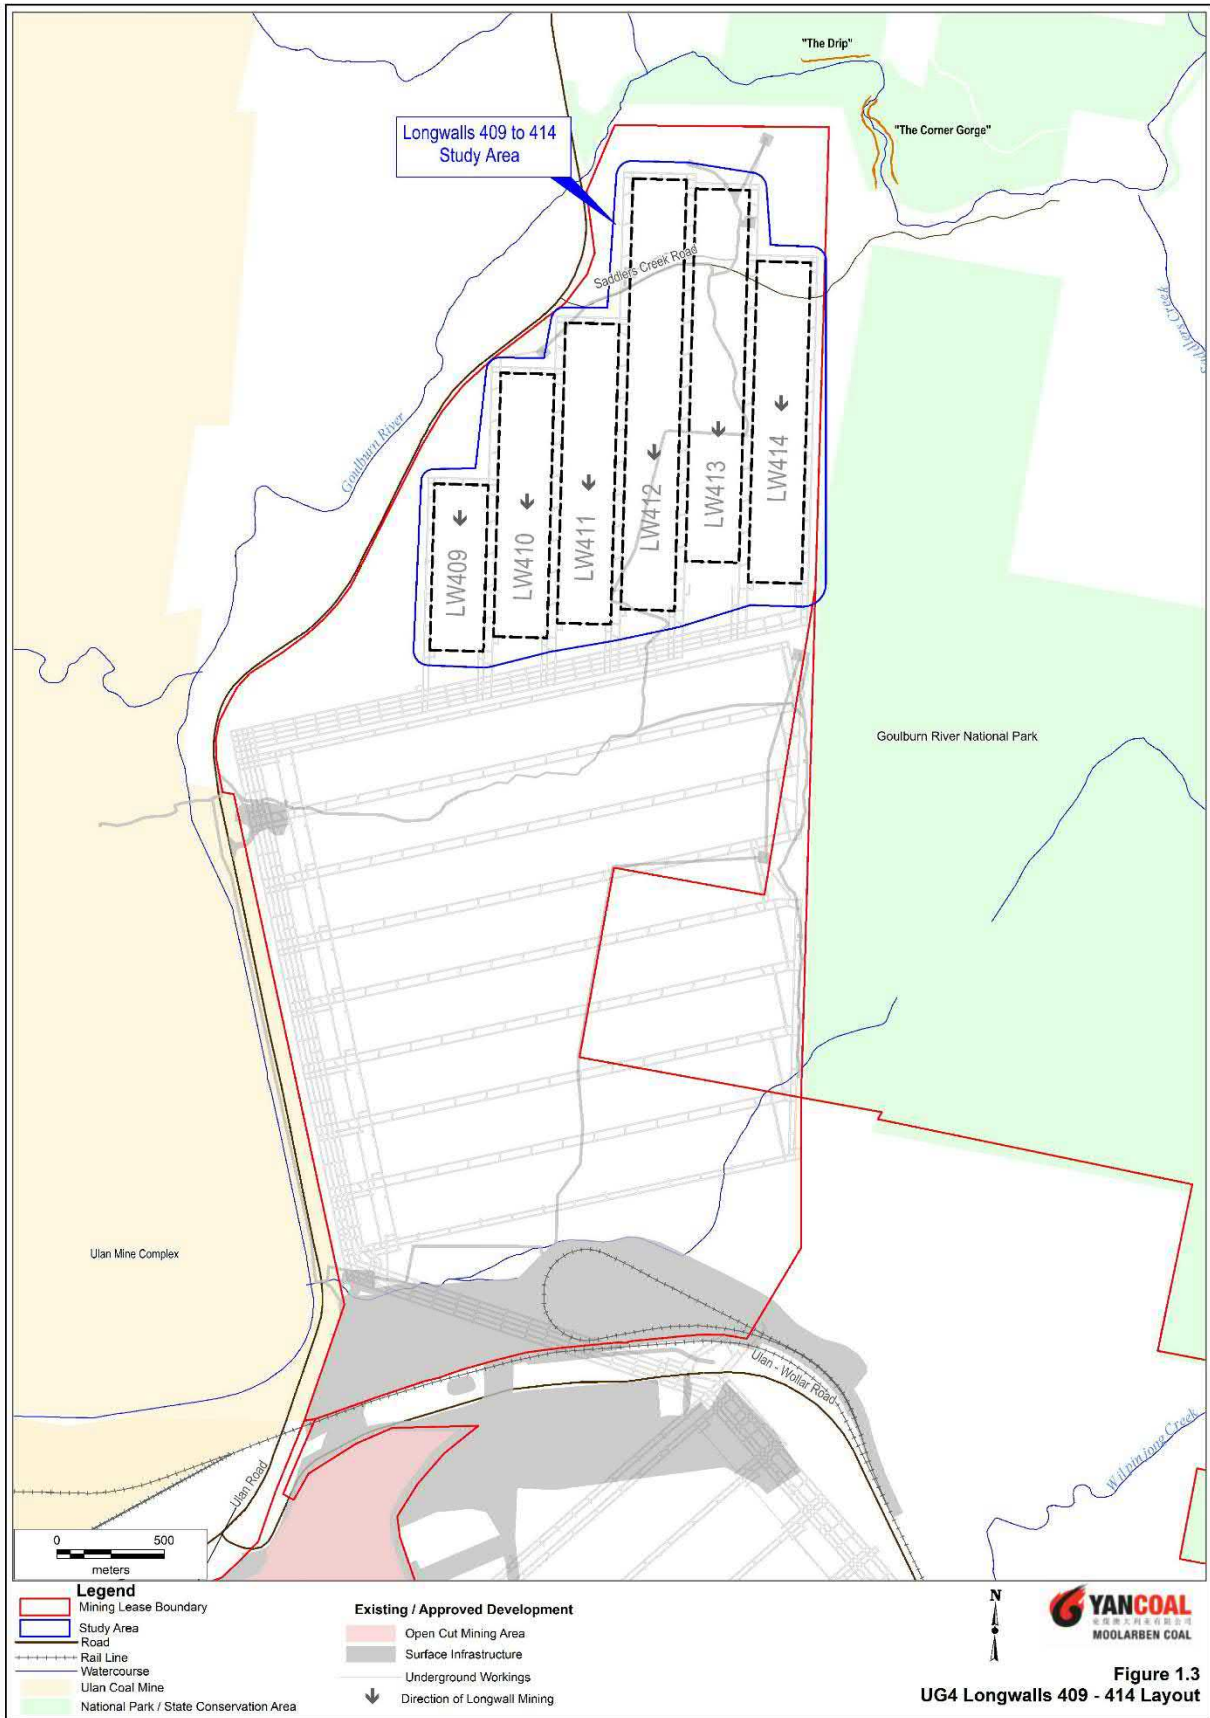 "The Drip"
"The Corner Gorge"
Longwalls 409 to 414
Study Area
Saddlers Creek Road
Saddlers Creek
Goulburn River
LW409
LW410
LW411
LW412
LW413
LW414
Goulburn River National Park
Ulan Mine Complex
Ulan - Wollar Road
Ulan Road
Wilpinjong Creek
0 500
meters
Legend
Mining Lease Boundary
Study Area
Road
Rail Line
Watercourse
Ulan Coal Mine
National Park / State Conservation Area
Existing / Approved Development
Open Cut Mining Area
Surface Infrastructure
Underground Workings
Direction of Longwall Mining
N
YANCOAL
MOOLARBEN COAL
Figure 1.3
UG4 Longwalls 409 - 414 Layout